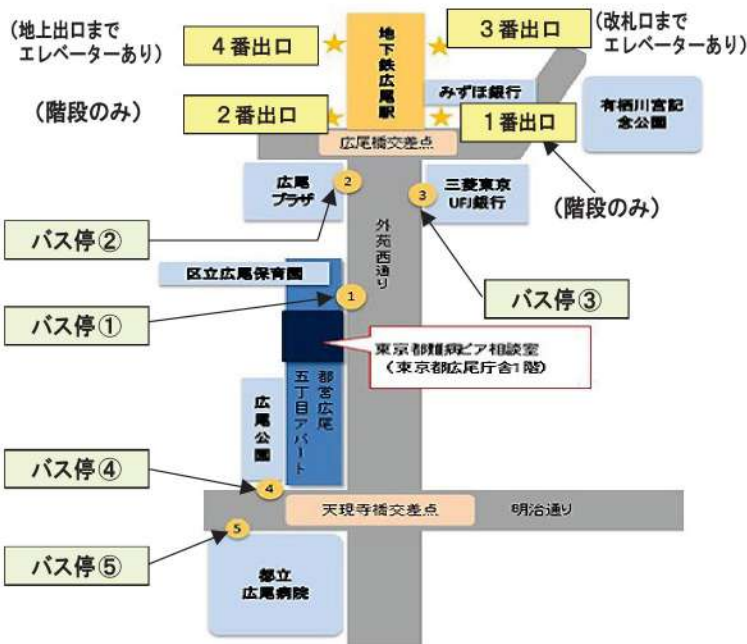 (地上出口まで
エレベーターあり)
4番出口
地下鉄広尾駅
3番出口
(改札口まで
エレベーターあり)
(階段のみ)
2番出口
みずほ銀行
1番出口
有栖川宮記
念公園
広尾橋交差点
広尾
プラザ
2
3
三菱東京
UFJ銀行
(階段のみ)
バス停②
外苑西通り
区立広尾保育園
1
バス停③
バス停①
東京都難病ピア相談室
(東京都広尾庁舎1階)
都営広尾
五丁目アパート
広尾公園
バス停④
4
天現寺橋交差点
明治通り
5
バス停⑤
都立
広尾病院